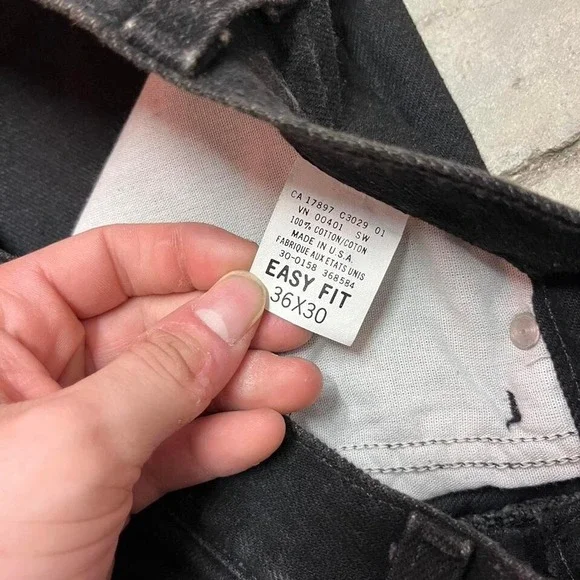 CA 17897 C3029 01
VN 00401 SW
100% COTTON/COTON
MADE IN U.S.A.
FABRIQUE AUX ETATS UNIS
30-0158 368584
EASY FIT
36X30